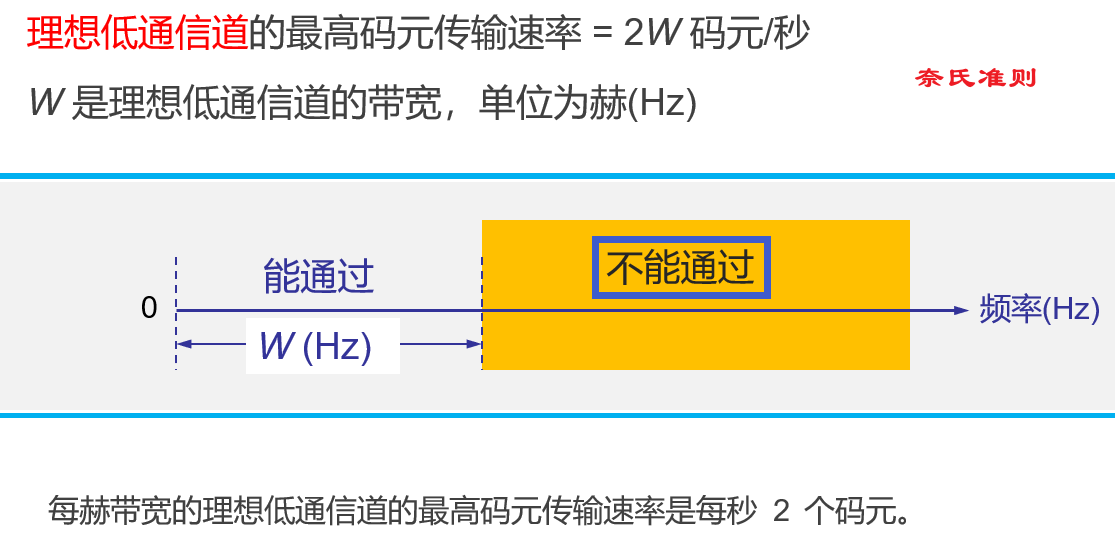 理想低通信道的最高码元传输速率 = 2W 码元/秒
奈氏准则
W 是理想低通信道的带宽，单位为赫(Hz)
能通过
不能通过
0
频率(Hz)
W (Hz)
每赫带宽的理想低通信道的最高码元传输速率是每秒 2 个码元。